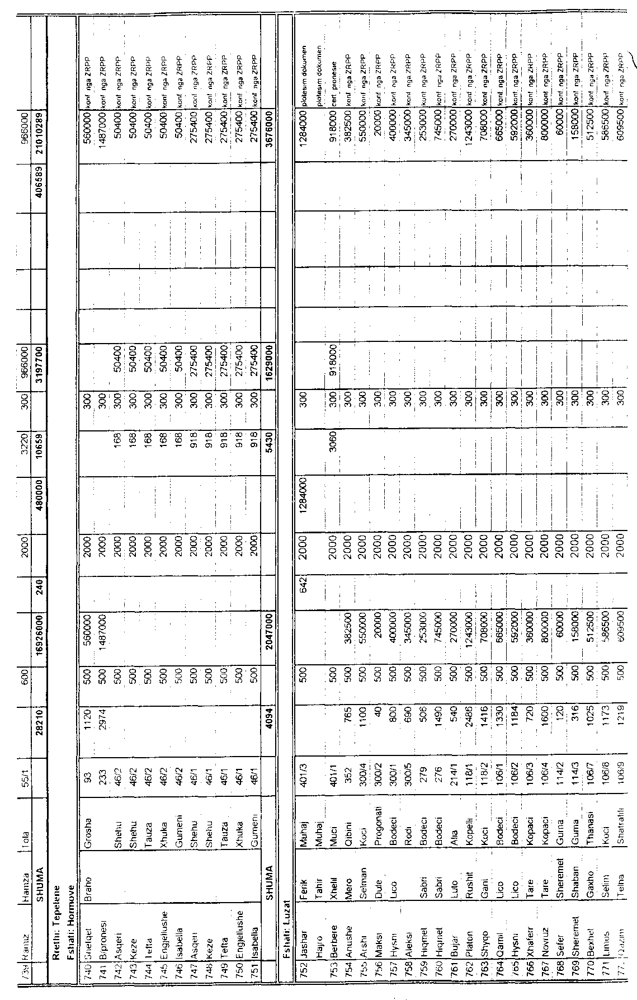 739 Ramiz Hamza Tola 55/1 600 2000 3220 300 966000 966000
SHUMA 28210 16926000 240 480000 10659 3197700 406589 21010289
Rrethi: Tepelene
Fshati: Hormove
740 Shefqet Braho Grosha 93 1120 500 560000 2000 300 560000 konf nga ZRPP
741 Bipronesi 233 2974 500 1487000 2000 300 1487000 konf nga ZRPP
742 Asqeri Shehu 46/2 500 2000 168 300 50400 50400 konf nga ZRPP
743 Keze Shehu 46/2 500 2000 168 300 50400 50400 konf nga ZRPP
744 Tefta Tauza 46/2 500 2000 168 300 50400 50400 konf nga ZRPP
745 Engjellushe Xhuka 46/2 500 2000 168 300 50400 50400 konf nga ZRPP
746 Isabella Gumeni 46/2 500 2000 168 300 50400 50400 konf nga ZRPP
747 Asqeri Shehu 46/1 500 2000 918 300 275400 275400 konf nga ZRPP
748 Keze Shehu 46/1 500 2000 918 300 275400 275400 konf nga ZRPP
749 Tefta Tauza 46/1 500 2000 918 300 275400 275400 konf nga ZRPP
750 Engjellushe Xhuka 46/1 500 2000 918 300 275400 275400 konf nga ZRPP
751 Isabella Gumeni 46/1 500 2000 918 300 275400 275400 konf nga ZRPP
SHUMA 4094 2047000 5430 1629000 3676000
Fshati: Luzat
752 Jashar Ferik Muhaj 401/3 500 642 2000 1284000 300 1284000 plotesim dokumen
Hajro Tahir Muhaj plotesim dokumen
753 Berbere Xhelil Muci 401/1 500 2000 3060 300 918000 918000 cert pronesie
754 Anushe Mero Qibini 352 765 500 382500 2000 300 382500 konf nga ZRPP
755 Arshi Selman Koci 300/4 1100 500 550000 2000 300 550000 konf nga ZRPP
756 Maksi Dule Progonati 300/2 40 500 20000 2000 300 20000 konf nga ZRPP
757 Hysni Lico Bodeci 300/1 800 500 400000 2000 300 400000 konf nga ZRPP
758 Aleksi Rodi 300/5 690 500 345000 2000 300 345000 konf nga ZRPP
759 Hiqmet Sabri Bodeci 279 506 500 253000 2000 300 253000 konf nga ZRPP
760 Hiqmet Sabri Bodeci 276 1490 500 745000 2000 300 745000 konf nga ZRPP
761 Bujar Luto Alla 214/1 540 500 270000 2000 300 270000 konf nga ZRPP
762 Platon Rushit Kopelli 118/1 2486 500 1243000 2000 300 1243000 konf nga ZRPP
763 Shyqo Gani Koci 118/2 1416 500 708000 2000 300 708000 konf nga ZRPP
764 Qamil Lico Bodeci 106/1 1330 500 665000 2000 300 665000 konf nga ZRPP
765 Hysni Lico Bodeci 106/2 1184 500 592000 2000 300 592000 konf nga ZRPP
766 Xhaferr Tare Kopaci 106/3 720 500 360000 2000 300 360000 konf nga ZRPP
767 Novruz Tare Kopaci 106/4 1600 500 800000 2000 300 800000 konf nga ZRPP
768 Sefer Sheremet Guma 114/2 120 500 60000 2000 300 60000 konf nga ZRPP
769 Sheremet Shaban Guma 114/3 316 500 158000 2000 300 158000 konf nga ZRPP
770 Bexhet Gaxho Thanasi 106/7 1025 500 512500 2000 300 512500 konf nga ZRPP
771 Limos Selim Kuci 106/8 1173 500 586500 2000 300 586500 konf nga ZRPP
Qazim 106/9 1219 500 609500 2000 300 609500 konf nga ZRPP